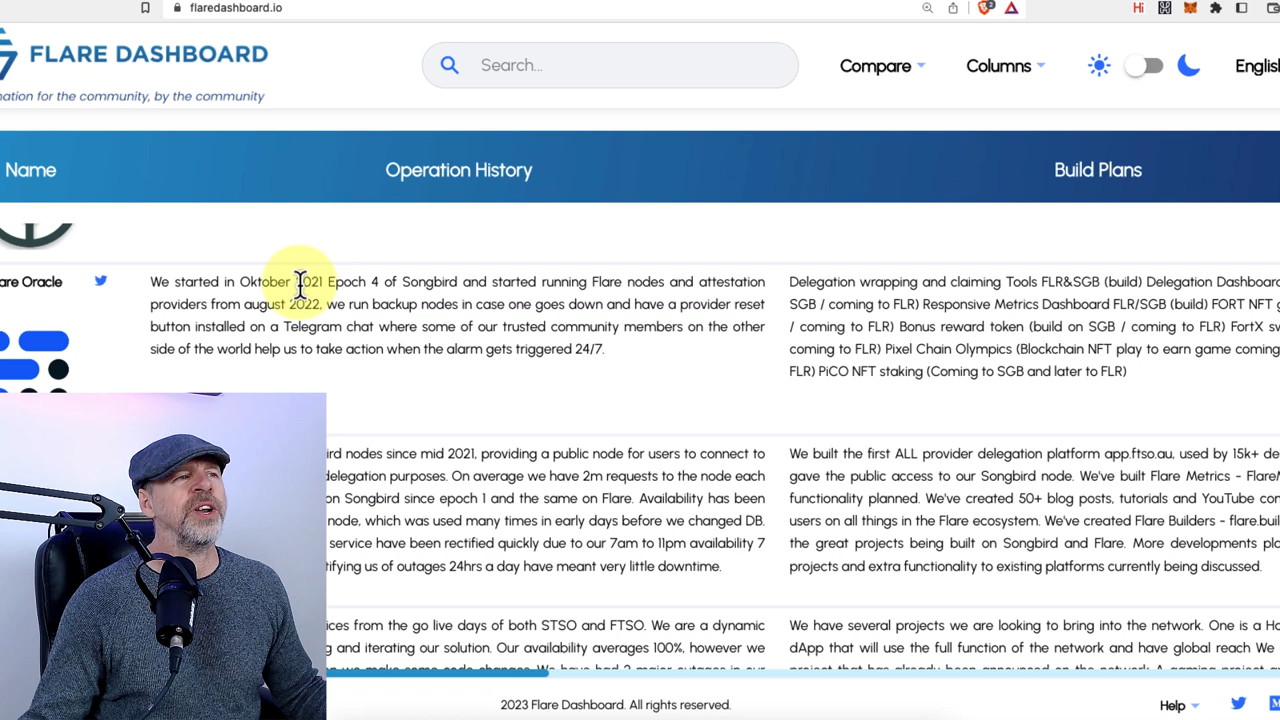 flaredashboard.io
Hi
2
FLARE DASHBOARD
for the community, by the community
Search...
Compare
Columns
Name
Operation History
Build Plans
Oracle
We started in Oktober 2021 Epoch 4 of Songbird and started running Flare nodes and attestation
providers from august 2022, we run backup nodes in case one goes down and have a provider reset
button installed on a Telegram chat where some of our trusted community members on the other
side of the world help us to take action when the alarm gets triggered 24/7.
Delegation wrapping and claiming Tools FLR&SGB (build) Delegation Dashboard
SGB / coming to FLR) Responsive Metrics Dashboard FLR/SGB (build) FORT NFT
/ coming to FLR) Bonus reward token (build on SGB / coming to FLR) FortX
coming to FLR) Pixel Chain Olympics (Blockchain NFT play to earn game coming
FLR) PiCO NFT staking (Coming to SGB and later to FLR)
nodes since mid 2021, providing a public node for users to connect to
delegation purposes. On average we have 2m requests to the node each
on Songbird since epoch 1 and the same on Flare. Availability has been
node, which was used many times in early days before we changed DB.
service have been rectified quickly due to our 7am to 11pm availability 7
us of outages 24hrs a day have meant very little downtime.
We built the first ALL provider delegation platform app.ftso.au, used by 15k+
gave the public access to our Songbird node. We've built Flare Metrics -
functionality planned. We've created 50+ blog posts, tutorials and YouTube
users on all things in the Flare ecosystem. We've created Flare Builders -
the great projects being built on Songbird and Flare. More developments
projects and extra functionality to existing platforms currently being discussed.
from the go live days of both STSO and FTSO. We are a dynamic
and iterating our solution. Our availability averages 100%, however we
We have several projects we are looking to bring into the network. One is a
dApp that will use the full function of the network and have global reach We
2023 Flare Dashboard. All rights reserved.
Help